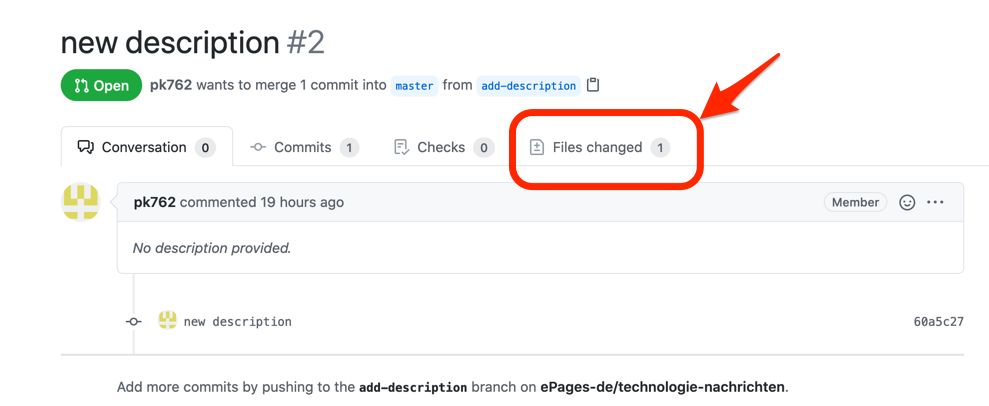 new description #2
Open pk762 wants to merge 1 commit into master from add-description
Conversation 0 Commits 1 Checks 0 Files changed 1
pk762 commented 19 hours ago Member
No description provided.
new description 60a5c27
Add more commits by pushing to the add-description branch on ePages-de/technologie-nachrichten.